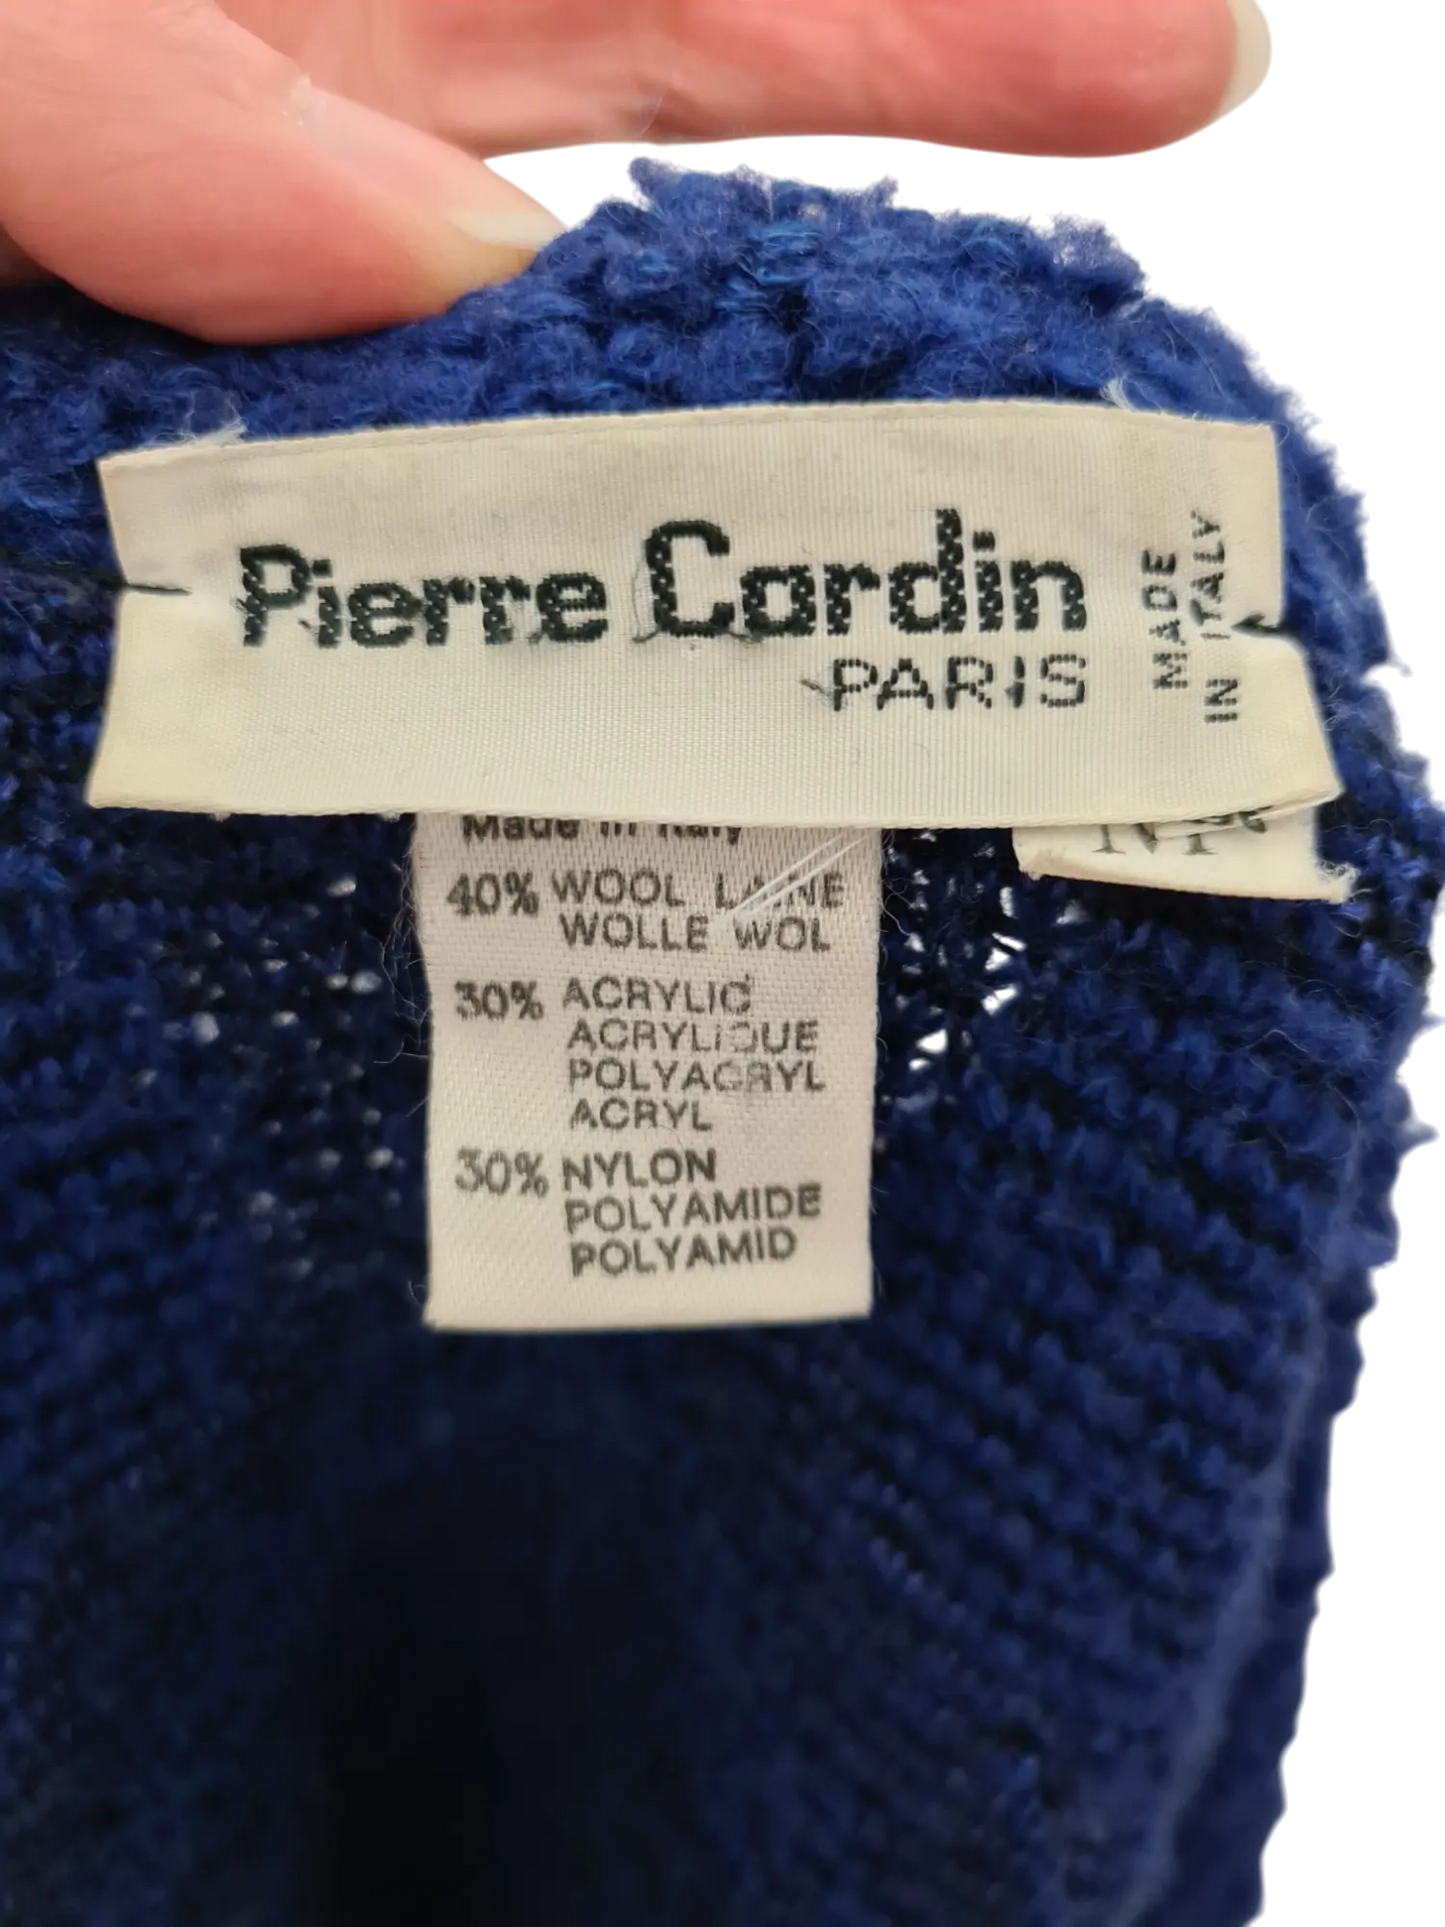 Pierre Cardin
PARIS
MADE
IN ITALY
Made in Italy
M
40% WOOL LAINE
WOLLE WOL
30% ACRYLIC
ACRYLIQUE
POLYACRYL
ACRYL
30% NYLON
POLYAMIDE
POLYAMID